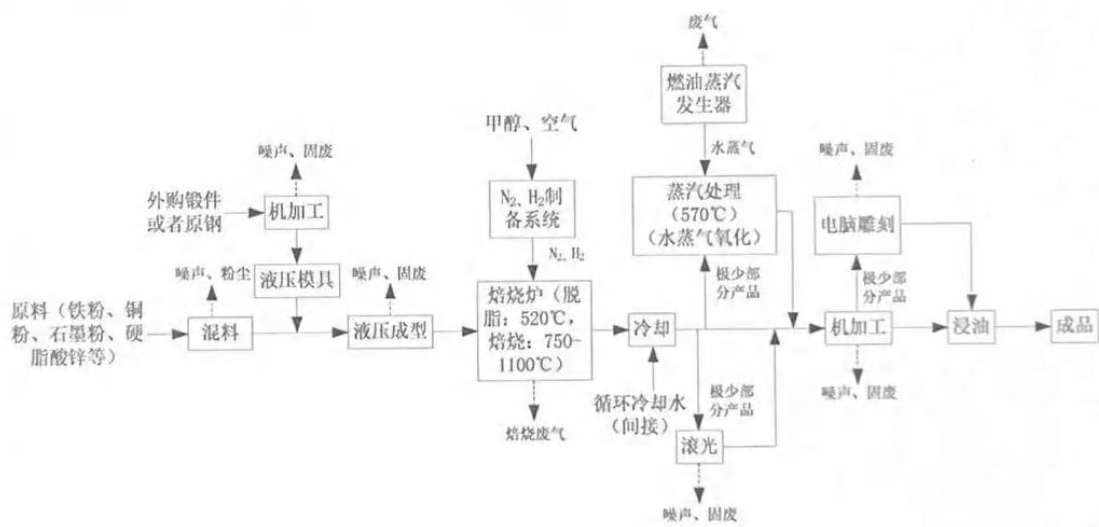 废气
燃油蒸汽
发生器
水蒸气
甲醇、空气
N₂、H₂制
备系统
N₂、H₂
噪声、固废
外购锻件
或者原钢
机加工
液压模具
噪声、粉尘
噪声、固废
原料（铁粉、铜
粉、石墨粉、硬
脂酸锌等）
混料
液压成型
焙烧炉（脱
脂：520℃，
焙烧：750-
1100℃）
焙烧废气
冷却
循环冷却水
（间接）
蒸汽处理
（570℃）
（水蒸气氧化）
极少部
分产品
极少部
分产品
滚光
噪声、固废
噪声、固废
电脑雕刻
极少部
分产品
机加工
噪声、固废
浸油
成品